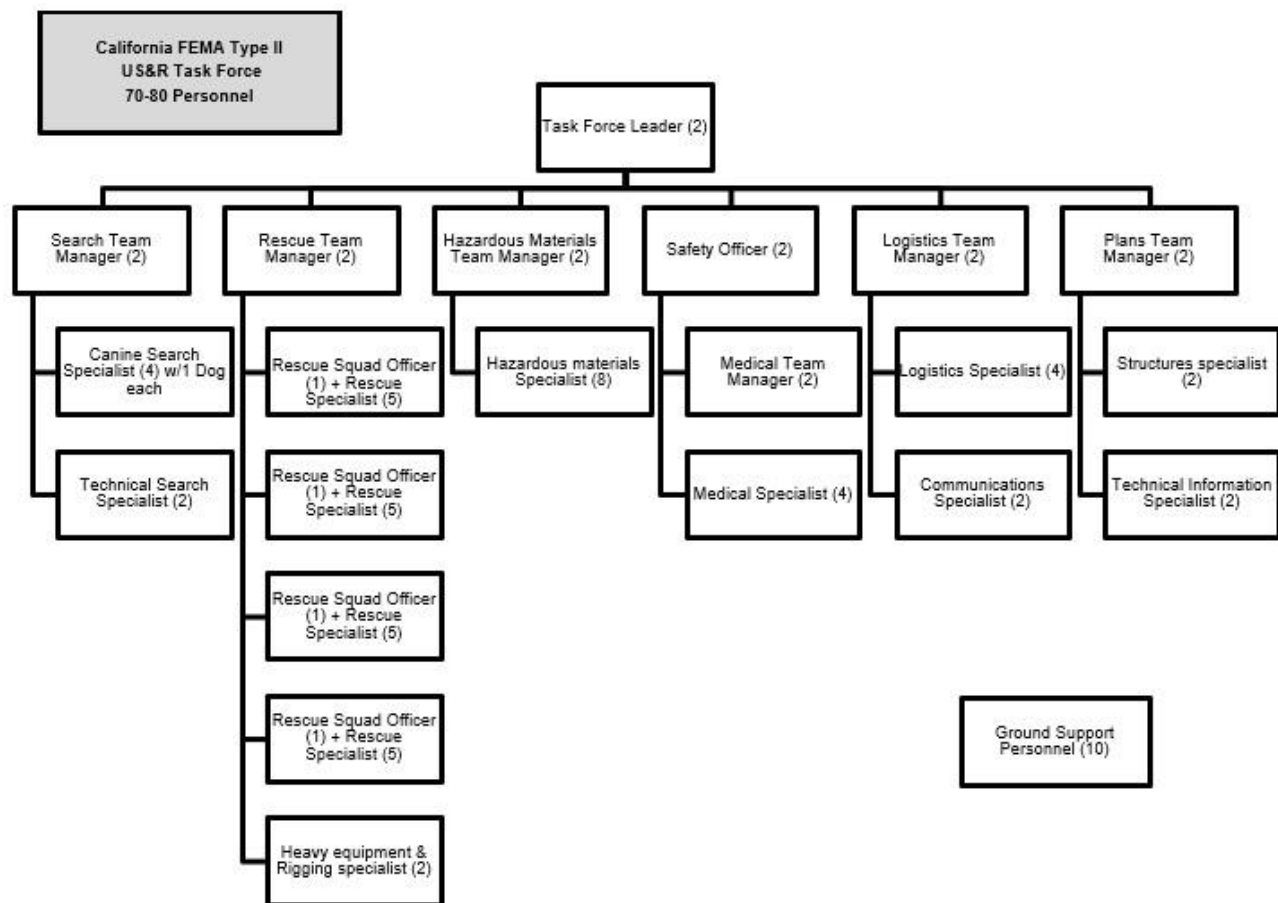 California FEMA Type II
US&R Task Force
70-80 Personnel
Task Force Leader (2)
Search Team
Manager (2)
Rescue Team
Manager (2)
Hazardous Materials
Team Manager (2)
Safety Officer (2)
Logistics Team
Manager (2)
Plans Team
Manager (2)
Canine Search
Specialist (4) w/1 Dog
each
Rescue Squad Officer
(1) + Rescue
Specialist (5)
Hazardous materials
Specialist (8)
Medical Team
Manager (2)
Logistics Specialist (4)
Structures specialist
(2)
Technical Search
Specialist (2)
Rescue Squad Officer
(1) + Rescue
Specialist (5)
Medical Specialist (4)
Communications
Specialist (2)
Technical Information
Specialist (2)
Rescue Squad Officer
(1) + Rescue
Specialist (5)
Rescue Squad Officer
(1) + Rescue
Specialist (5)
Ground Support
Personnel (10)
Heavy equipment &
Rigging specialist (2)